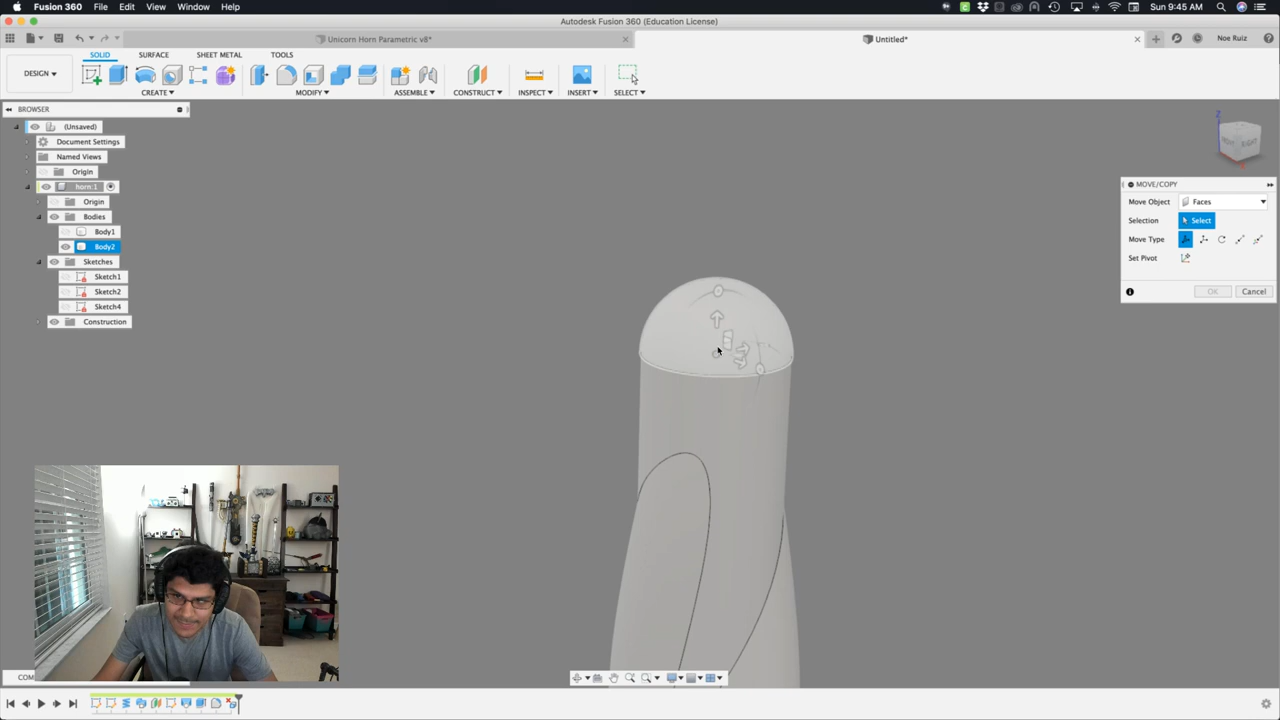 Fusion 360 File Edit View Window Help Sun 9:45 AM
Autodesk Fusion 360 (Education License)
Unicorn Horn Parametric v8* Untitled* Noe Ruiz
SOLID SURFACE SHEET METAL TOOLS
DESIGN
CREATE MODIFY ASSEMBLE CONSTRUCT INSPECT INSERT SELECT
BROWSER
(Unsaved)
Document Settings
Named Views
Origin
horn:1
Origin
Bodies
Body1
Body2
Sketches
Sketch1
Sketch2
Sketch4
Construction
Z
RIGHT
MOVE/COPY
Move Object Faces
Selection Select
Move Type
Set Pivot
OK Cancel
COM